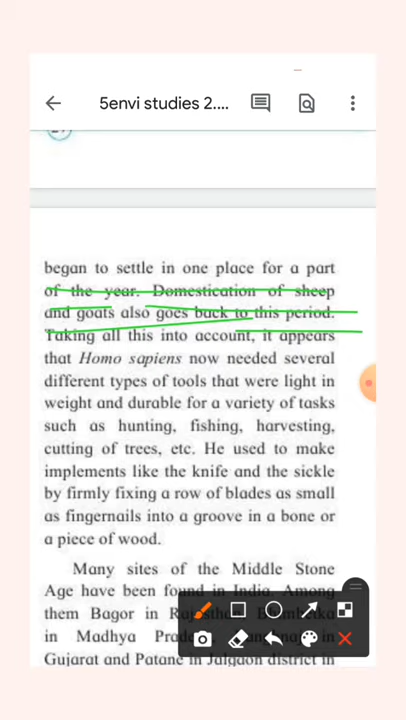 5envi studies 2....
began to settle in one place for a part
of the year. Domestication of sheep
and goats also goes back to this period.
Taking all this into account, it appears
that Homo sapiens now needed several
different types of tools that were light in
weight and durable for a variety of tasks
such as hunting, fishing, harvesting,
cutting of trees, etc. He used to make
implements like the knife and the sickle
by firmly fixing a row of blades as small
as fingernails into a groove in a bone or
a piece of wood.
Many sites of the Middle Stone
Age have been found in India. Among
them Bagor in
in Madhya in
Gujarat and Patane in Jalgaon district in